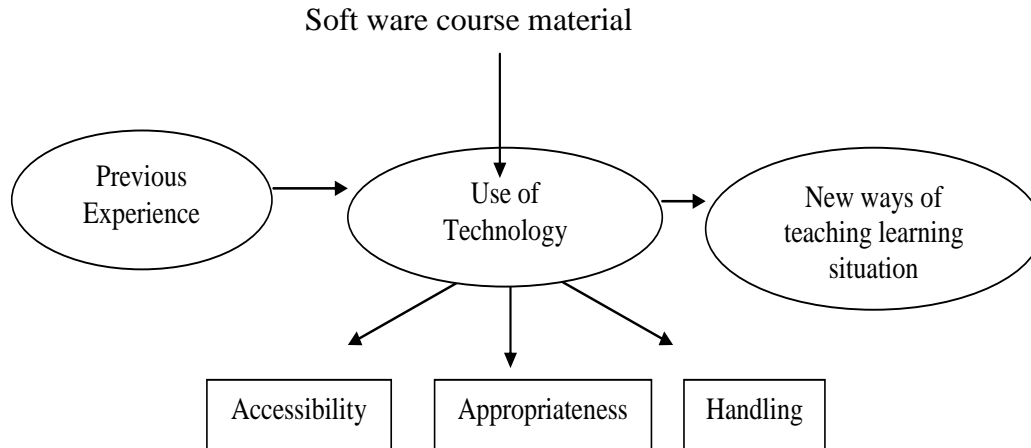 Soft ware course material
Previous
Experience
Use of
Technology
New ways of
teaching learning
situation
Accessibility
Appropriateness
Handling